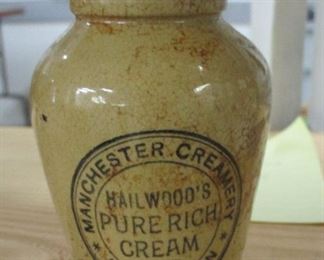 MANCHESTER. CREAMERY
HAILWOOD'S
PURE RICH
CREAM